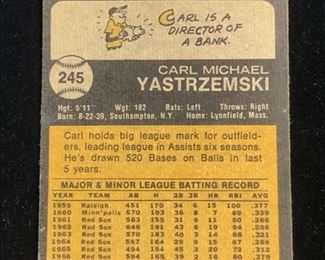 CARL IS A
DIRECTOR OF
A BANK.
245
CARL MICHAEL
YASTRZEMSKI
Hgt: 5'11" Wgt: 182 Bats: Left Throws: Right
Born: 8-22-39, Southampton, N.Y. Home: Lynnfield, Mass.
Carl holds big league mark for outfield-
ers, leading league in Assists six seasons.
He's drawn 520 Bases on Balls in last
5 years.
MAJOR & MINOR LEAGUE BATTING RECORD
AB H 2B 3B HR RBI AVG.
1959 Raleigh 451 170 34 6 15 100 .377
1960 Minn'polis 570 193 36 8 7 69 .339
1961 Red Sox 583 155 31 6 11 80 .266
1962 Red Sox 646 191 43 6 19 94 .296
1963 Red Sox 570 183 40 3 14 68 .321
1964 Red Sox 567 164 29 9 15 67 .289
1965 Red Sox 494 154 45 3 20 72 .312
1966 Red Sox